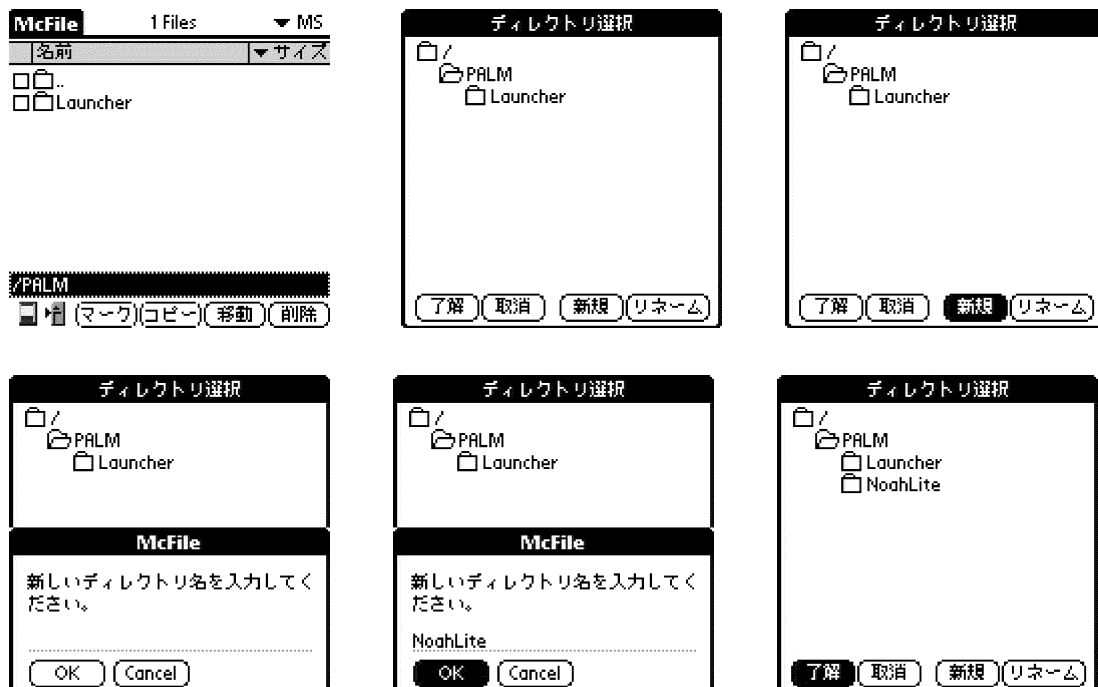 McFile 1 Files MS
名前 サイズ
..
Launcher
/PALM
マーク コピー 移動 削除
ディレクトリ選択
/
PALM
Launcher
了解 取消 新規 リネーム
ディレクトリ選択
/
PALM
Launcher
了解 取消 新規 リネーム
ディレクトリ選択
/
PALM
Launcher
McFile
新しいディレクトリ名を入力してく
ださい。
OK Cancel
ディレクトリ選択
/
PALM
Launcher
McFile
新しいディレクトリ名を入力してく
ださい。
NoahLite
OK Cancel
ディレクトリ選択
/
PALM
Launcher
NoahLite
了解 取消 新規 リネーム